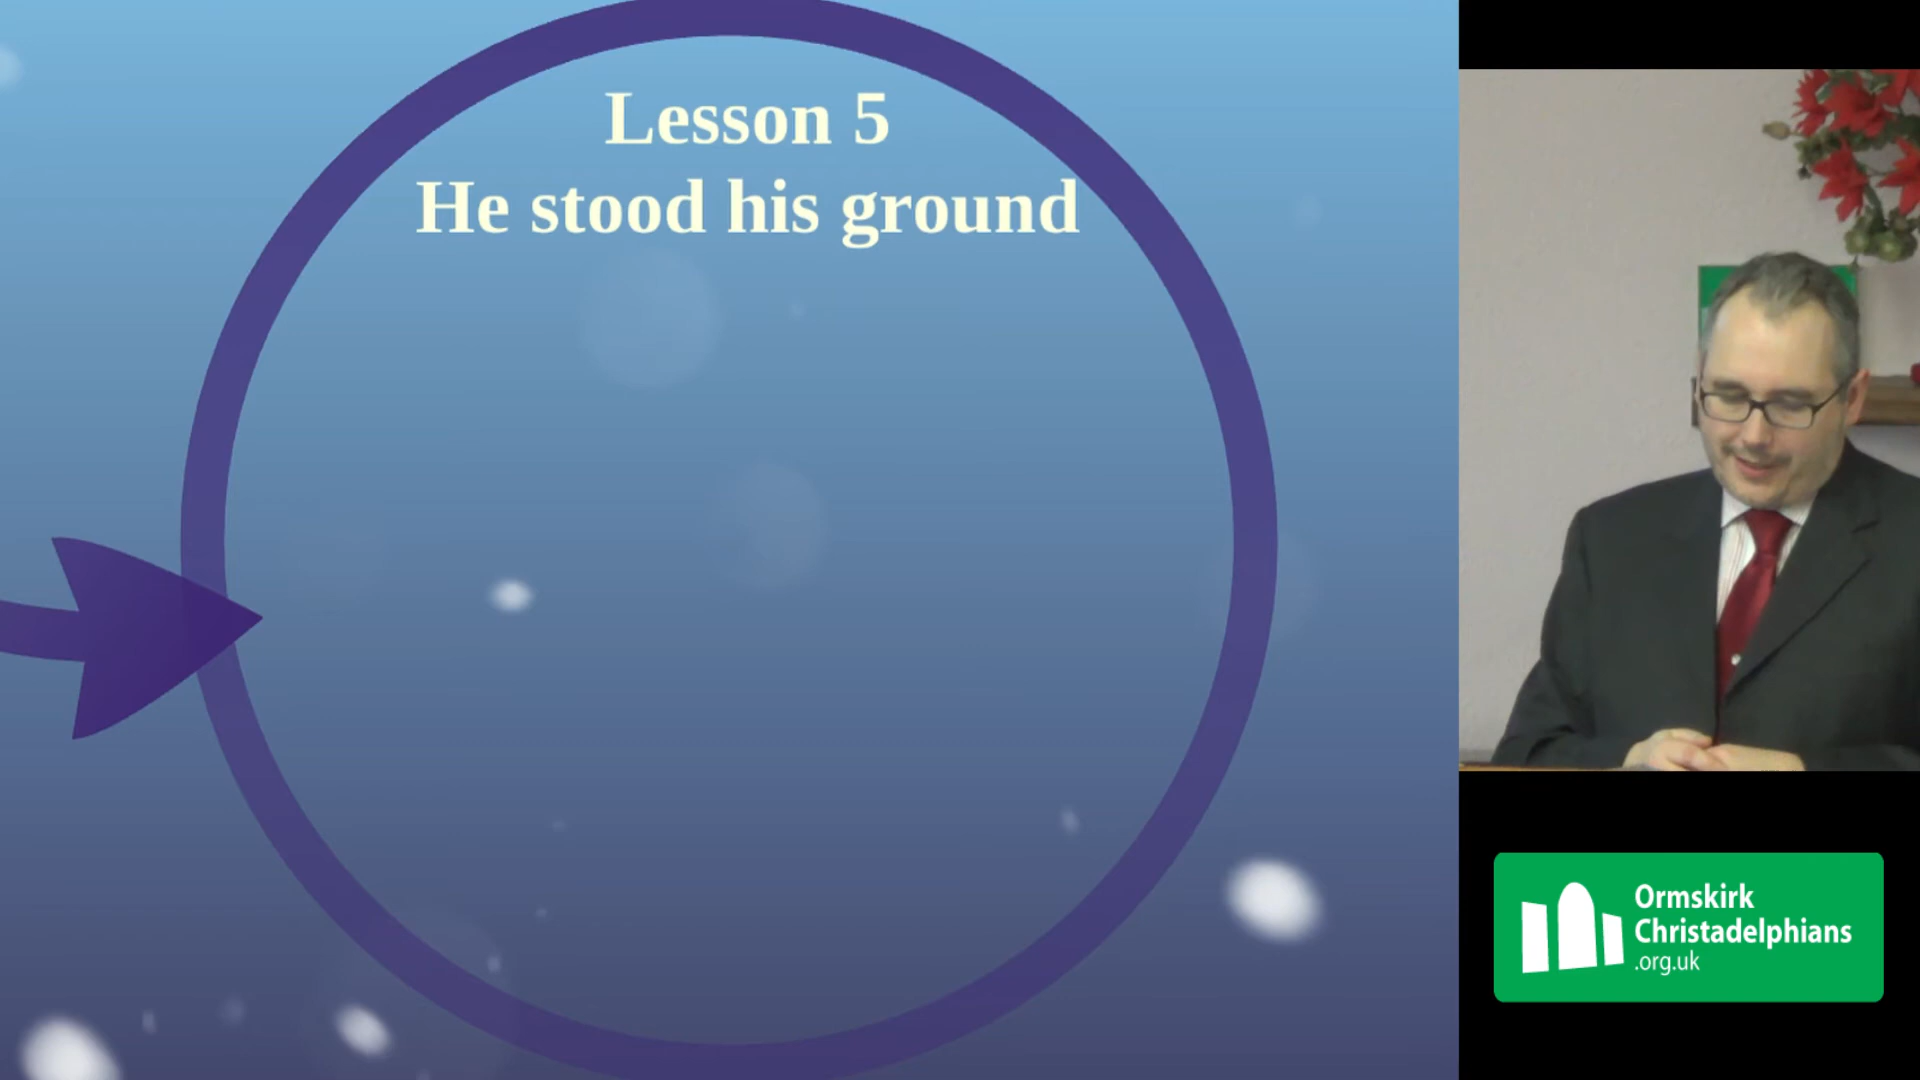 Lesson 5
He stood his ground
Ormskirk
Christadelphians
.org.uk